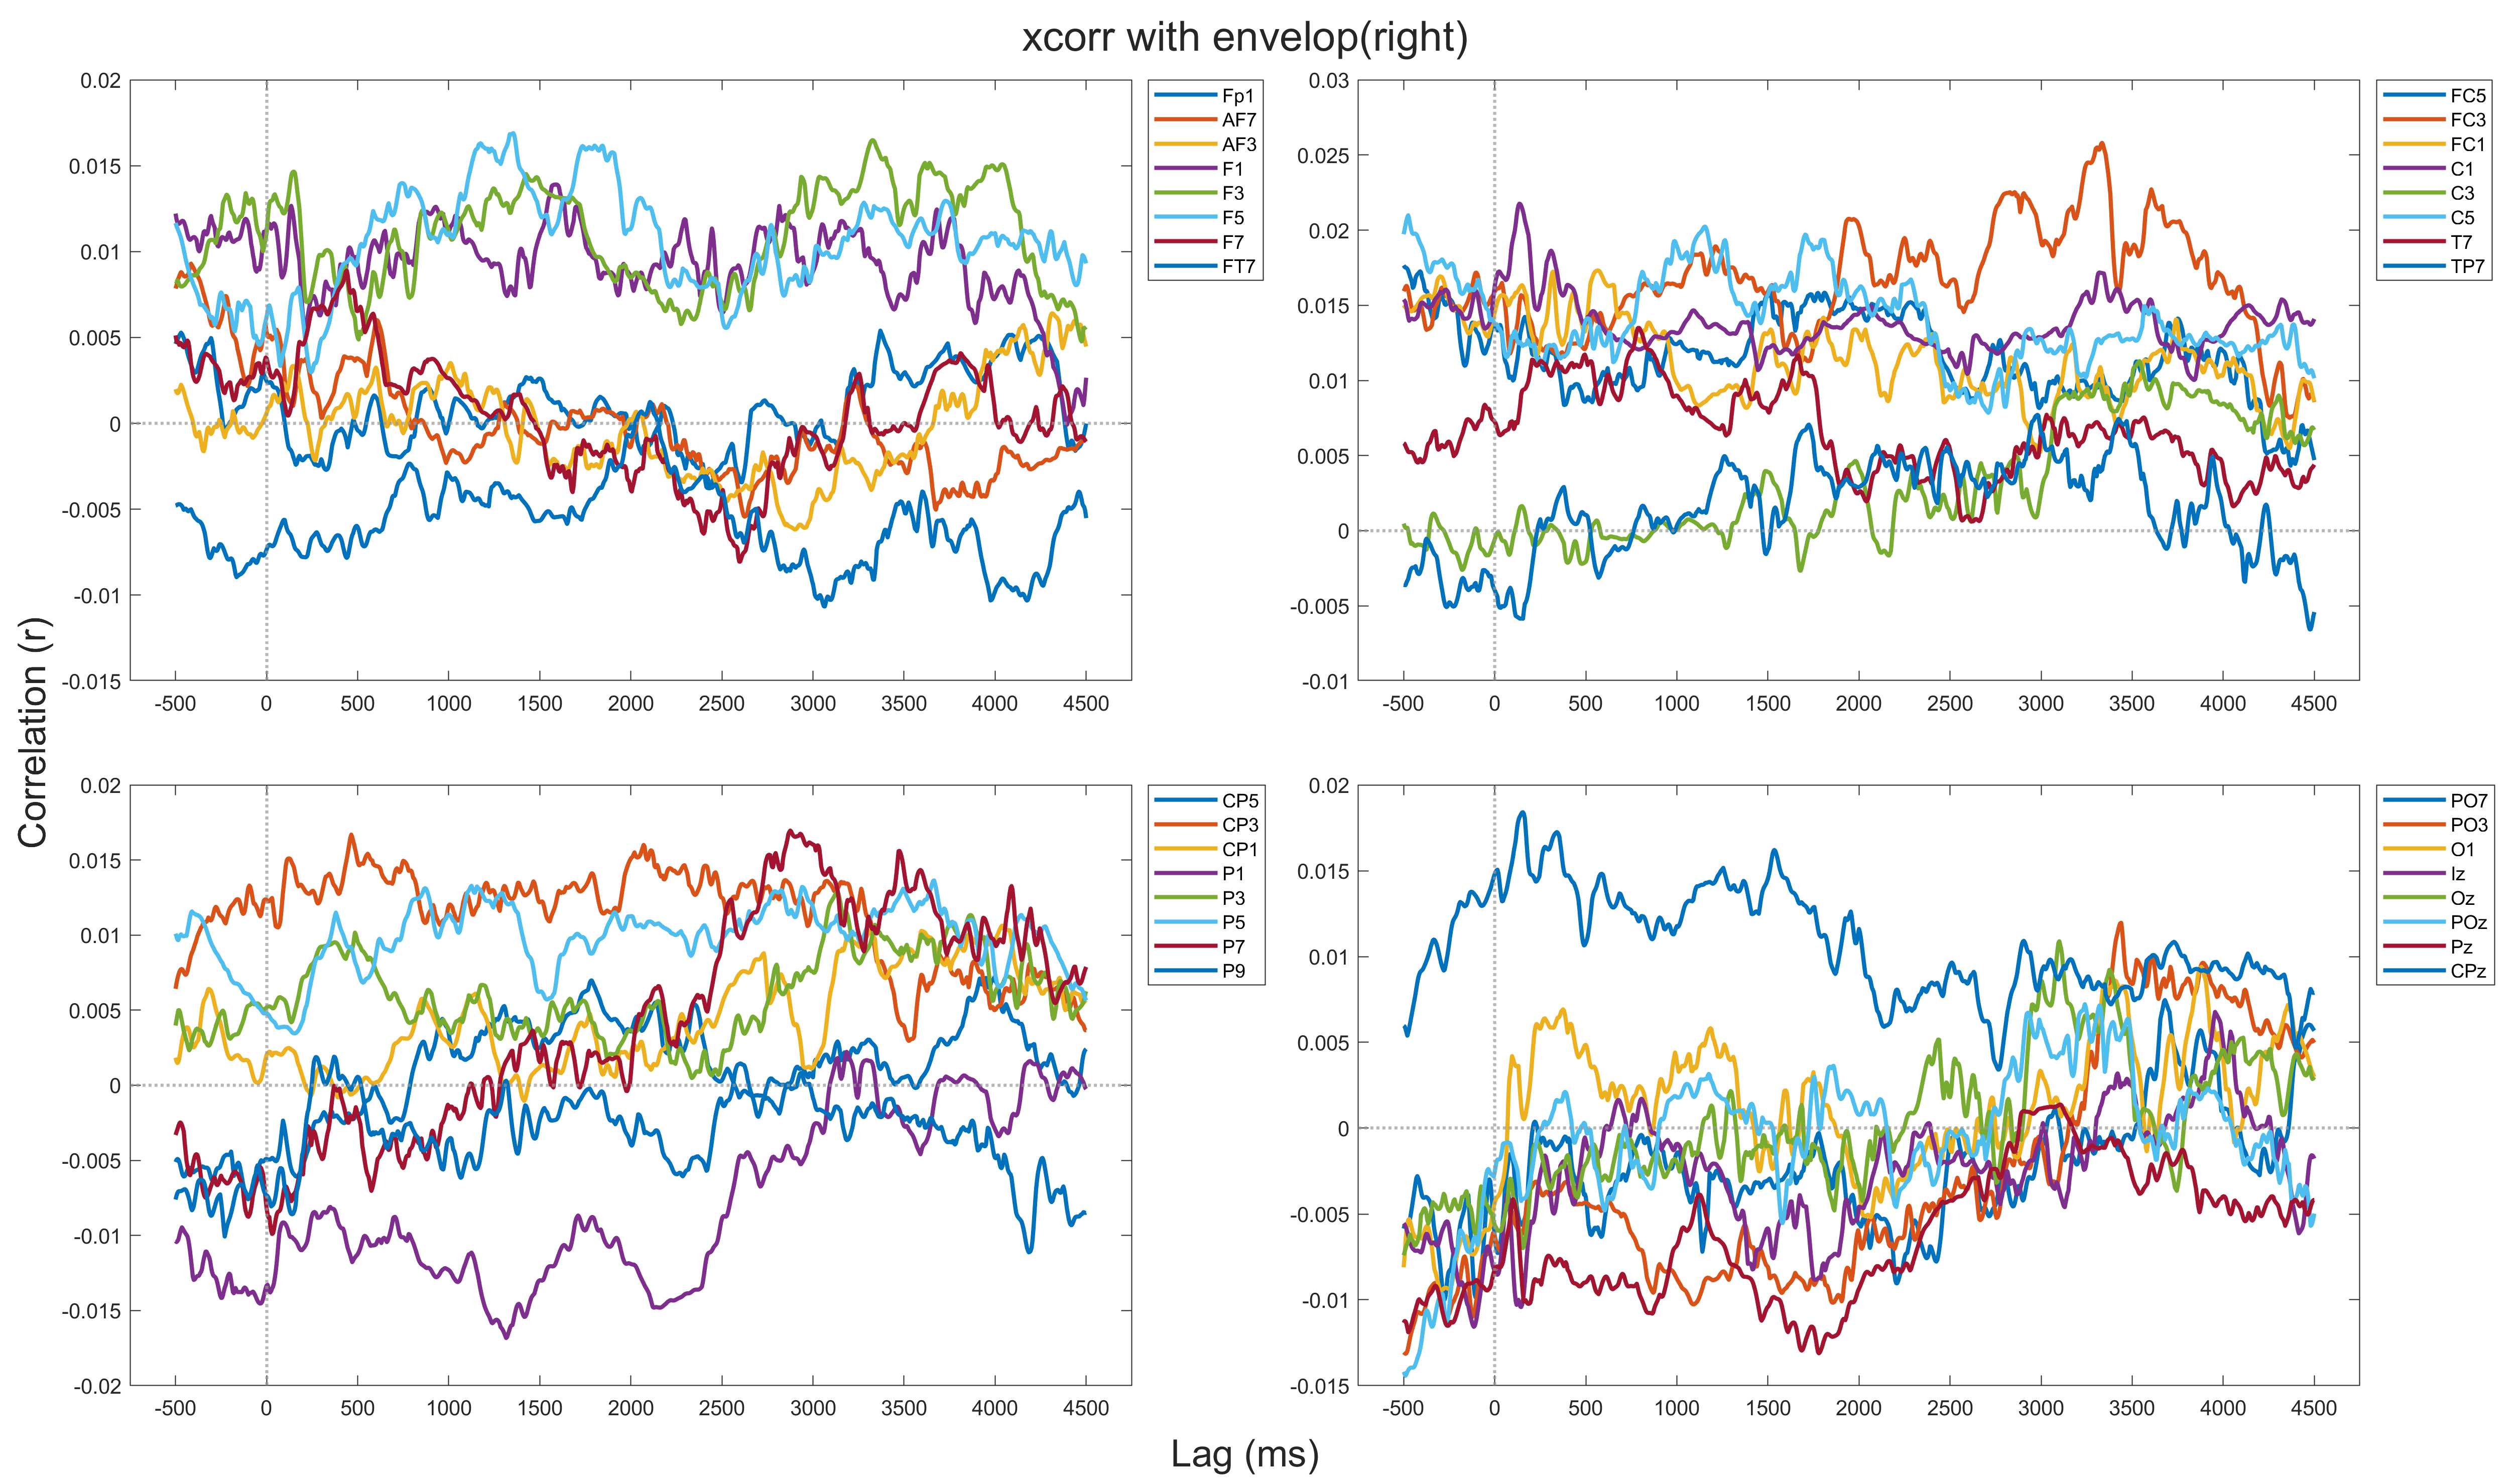 xcorr with envelop(right)
0.02
0.015
0.01
0.005
0
-0.005
-0.01
-0.015
-500 0 500 1000 1500 2000 2500 3000 3500 4000 4500
Fp1
AF7
AF3
F1
F3
F5
F7
FT7
0.03
0.025
0.02
0.015
0.01
0.005
0
-0.005
-0.01
-500 0 500 1000 1500 2000 2500 3000 3500 4000 4500
FC5
FC3
FC1
C1
C3
C5
T7
TP7
Correlation (r)
0.02
0.015
0.01
0.005
0
-0.005
-0.01
-0.015
-0.02
-500 0 500 1000 1500 2000 2500 3000 3500 4000 4500
CP5
CP3
CP1
P1
P3
P5
P7
P9
0.02
0.015
0.01
0.005
0
-0.005
-0.01
-0.015
-500 0 500 1000 1500 2000 2500 3000 3500 4000 4500
PO7
PO3
O1
Iz
Oz
POz
Pz
CPz
Lag (ms)